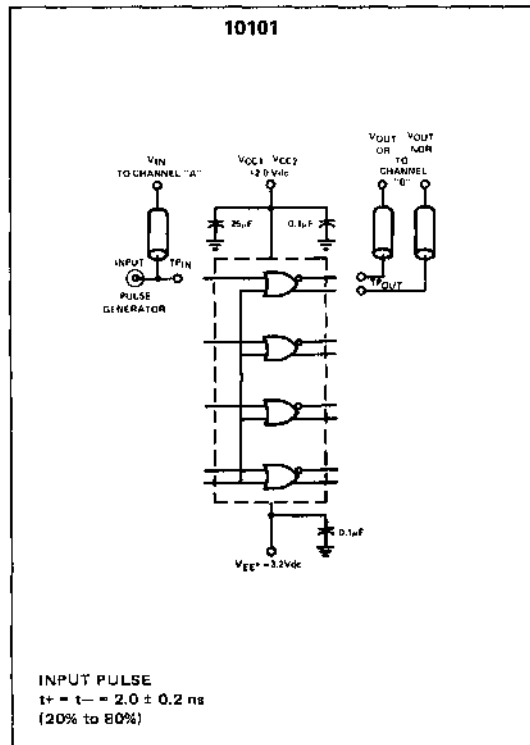 10101
VIN
TO CHANNEL "A"
VCC1 VCC2
+2.0 Vdc
VOUT VOUT
OR NOR
TO
CHANNEL
"B"
25µF
0.1µF
INPUT
TPIN
PULSE
GENERATOR
TPOUT
0.1µF
VEE = -3.2Vdc
INPUT PULSE
t+ = t– = 2.0 ± 0.2 ns
(20% to 80%)